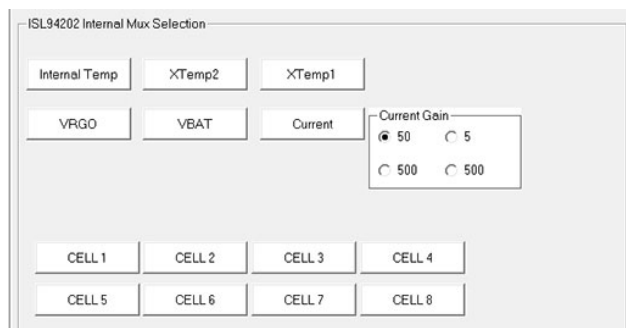 ISL94202 Internal Mux Selection
Internal Temp XTemp2 XTemp1
VRGO VBAT Current
Current Gain
50 5
500 500
CELL 1 CELL 2 CELL 3 CELL 4
CELL 5 CELL 6 CELL 7 CELL 8